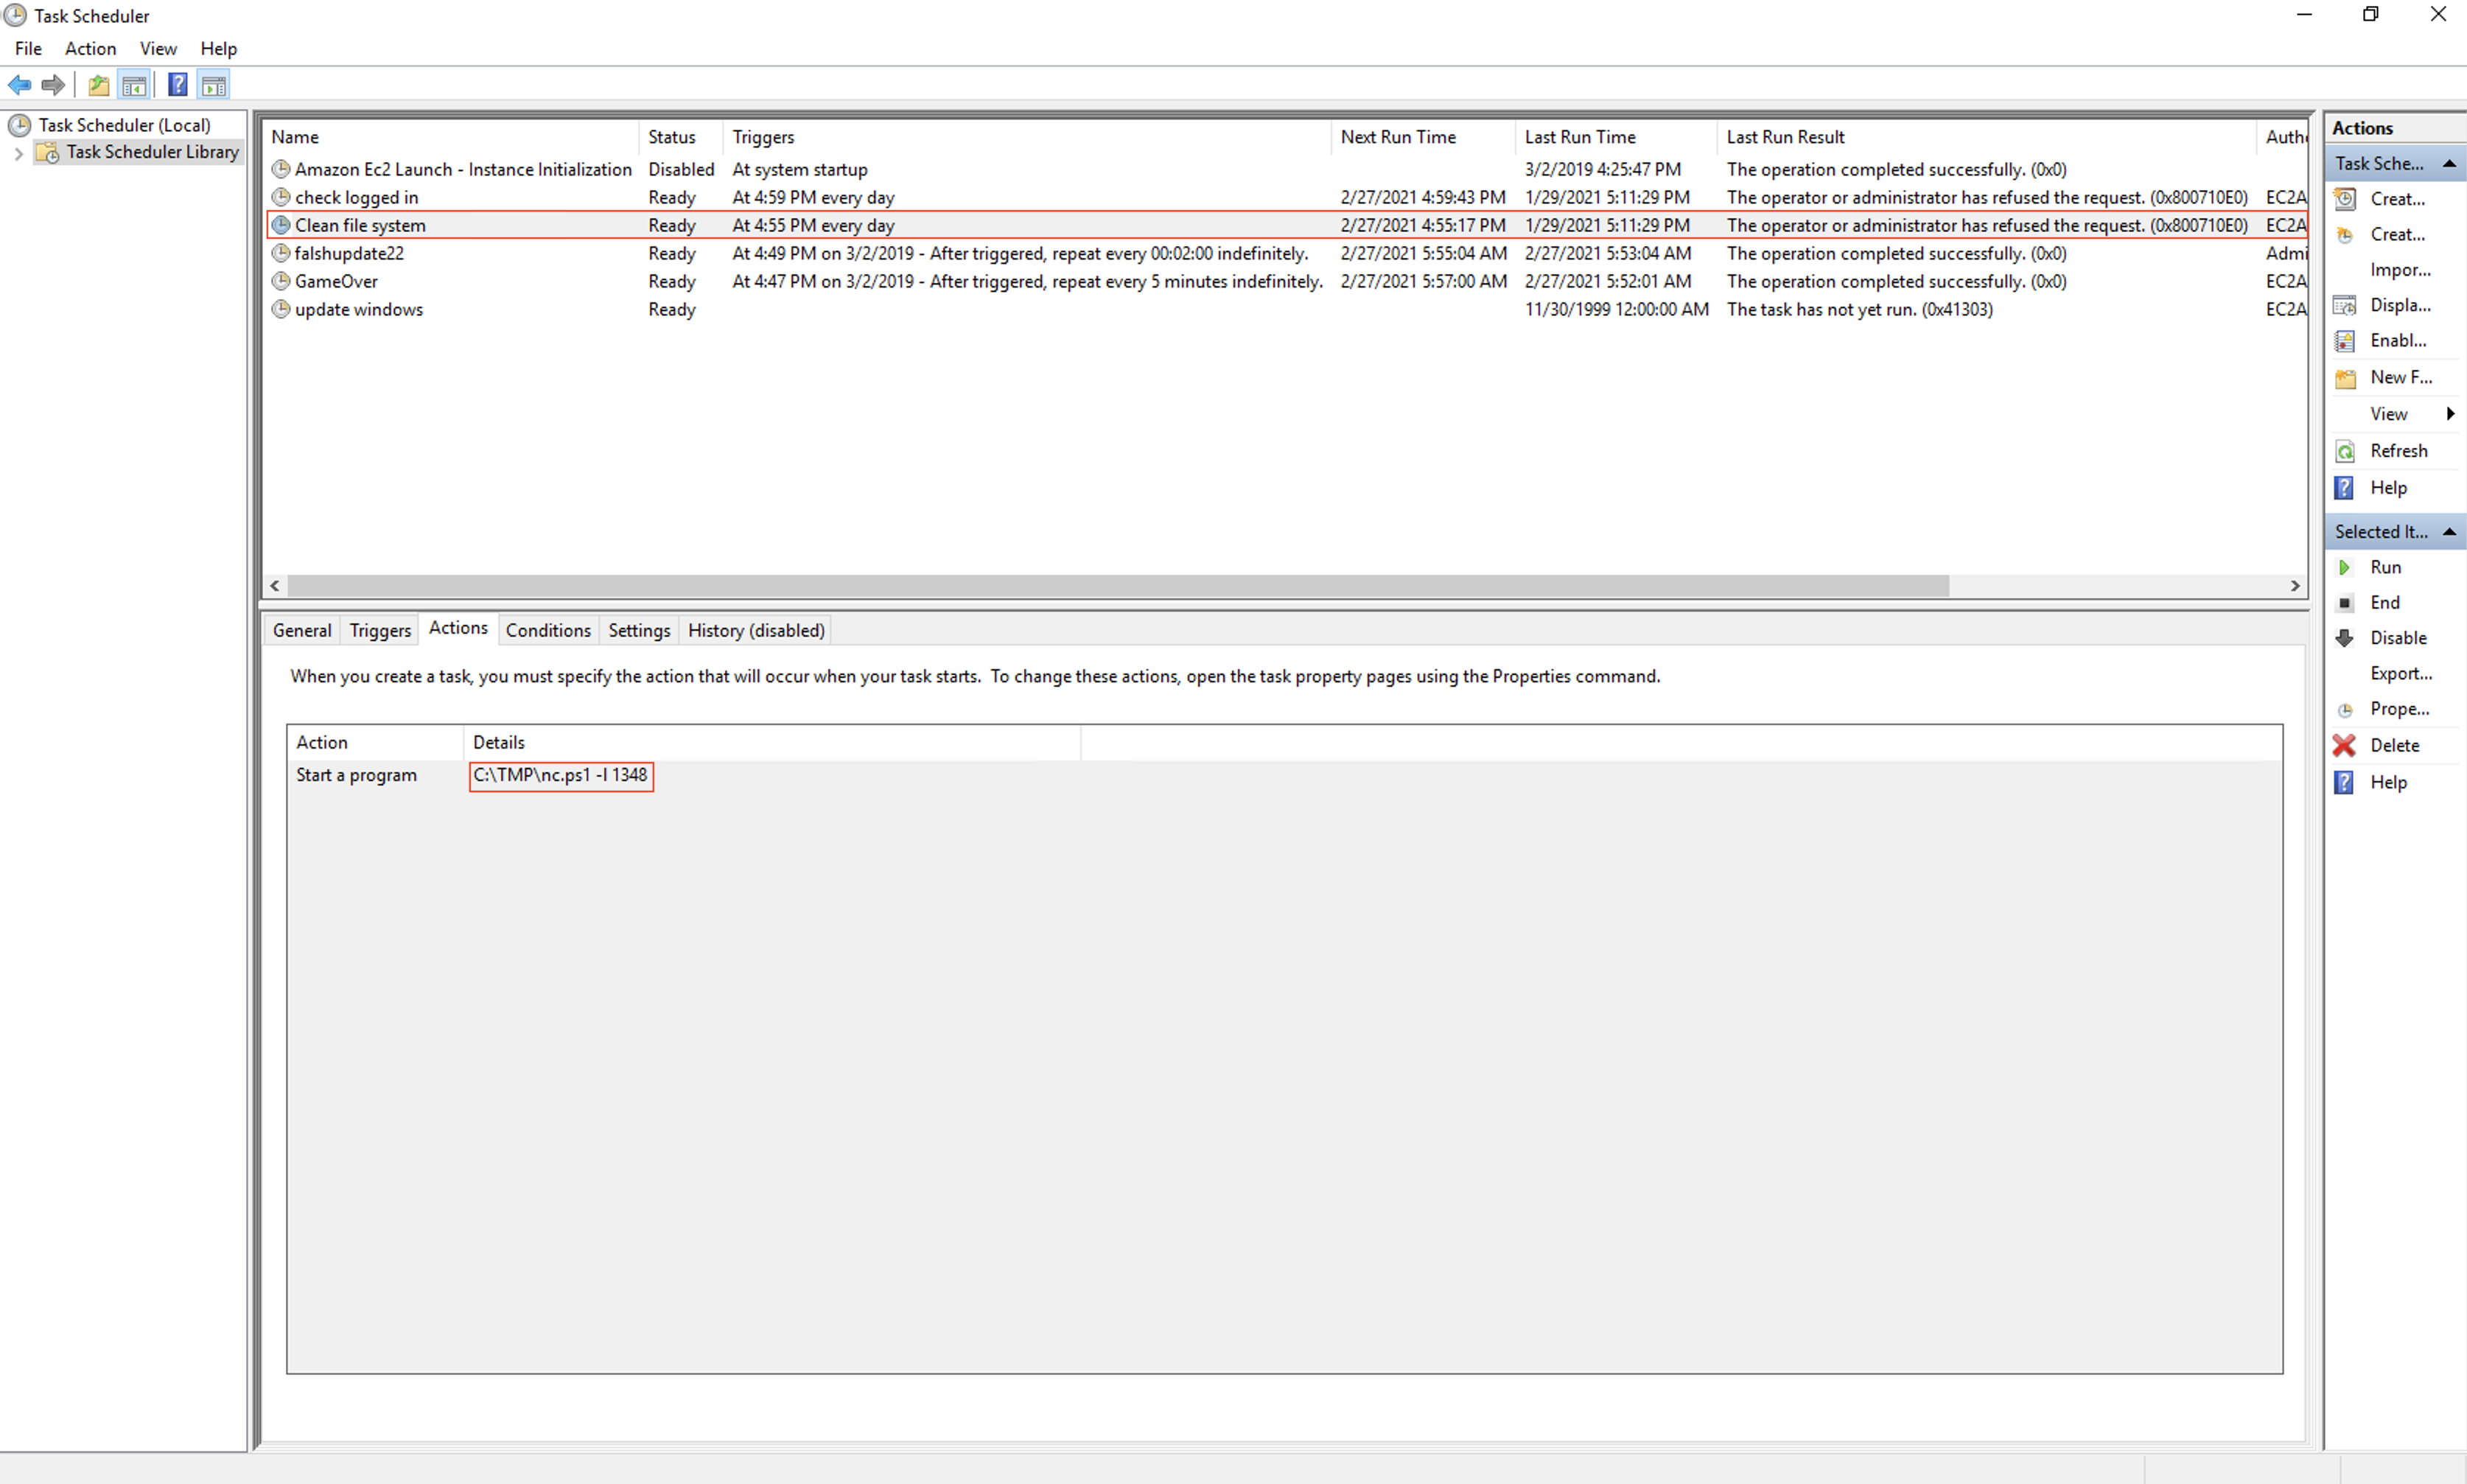 Task Scheduler
File Action View Help
Task Scheduler (Local)
Task Scheduler Library
Name Status Triggers Next Run Time Last Run Time Last Run Result Autho
Amazon Ec2 Launch - Instance Initialization Disabled At system startup 3/2/2019 4:25:47 PM The operation completed successfully. (0x0)
check logged in Ready At 4:59 PM every day 2/27/2021 4:59:43 PM 1/29/2021 5:11:29 PM The operator or administrator has refused the request. (0x800710E0) EC2A
Clean file system Ready At 4:55 PM every day 2/27/2021 4:55:17 PM 1/29/2021 5:11:29 PM The operator or administrator has refused the request. (0x800710E0) EC2A
falshupdate22 Ready At 4:49 PM on 3/2/2019 - After triggered, repeat every 00:02:00 indefinitely. 2/27/2021 5:55:04 AM 2/27/2021 5:53:04 AM The operation completed successfully. (0x0) Admi
GameOver Ready At 4:47 PM on 3/2/2019 - After triggered, repeat every 5 minutes indefinitely. 2/27/2021 5:57:00 AM 2/27/2021 5:52:01 AM The operation completed successfully. (0x0) EC2A
update windows Ready 11/30/1999 12:00:00 AM The task has not yet run. (0x41303) EC2A
General Triggers Actions Conditions Settings History (disabled)
When you create a task, you must specify the action that will occur when your task starts. To change these actions, open the task property pages using the Properties command.
Action Details
Start a program C:\TMP\nc.ps1 -l 1348
Actions
Task Sche...
Creat...
Creat...
Impor...
Displa...
Enabl...
New F...
View
Refresh
Help
Selected It...
Run
End
Disable
Export...
Prope...
Delete
Help